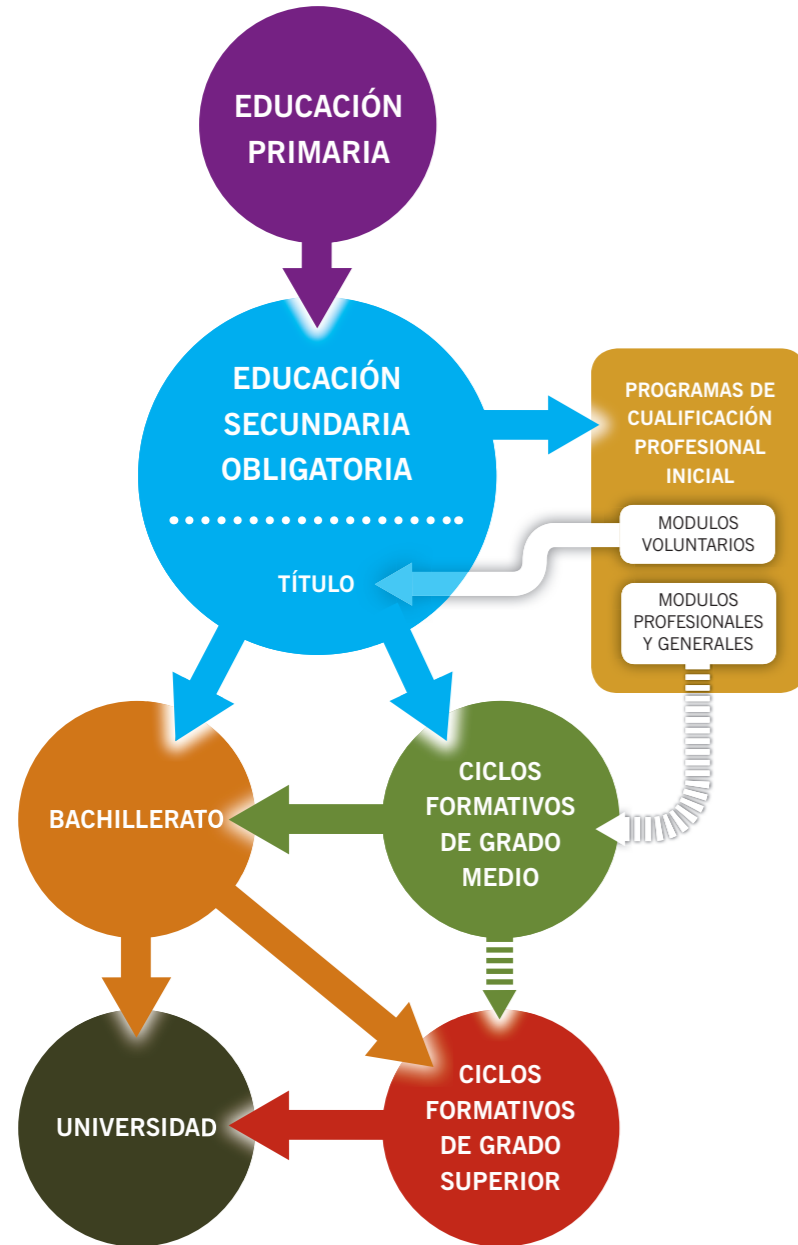 EDUCACIÓN
PRIMARIA
EDUCACIÓN
SECUNDARIA
OBLIGATORIA
TÍTULO
PROGRAMAS DE
CUALIFICACIÓN
PROFESIONAL
INICIAL
MODULOS
VOLUNTARIOS
MODULOS
PROFESIONALES
Y GENERALES
BACHILLERATO
CICLOS
FORMATIVOS
DE GRADO
MEDIO
UNIVERSIDAD
CICLOS
FORMATIVOS
DE GRADO
SUPERIOR